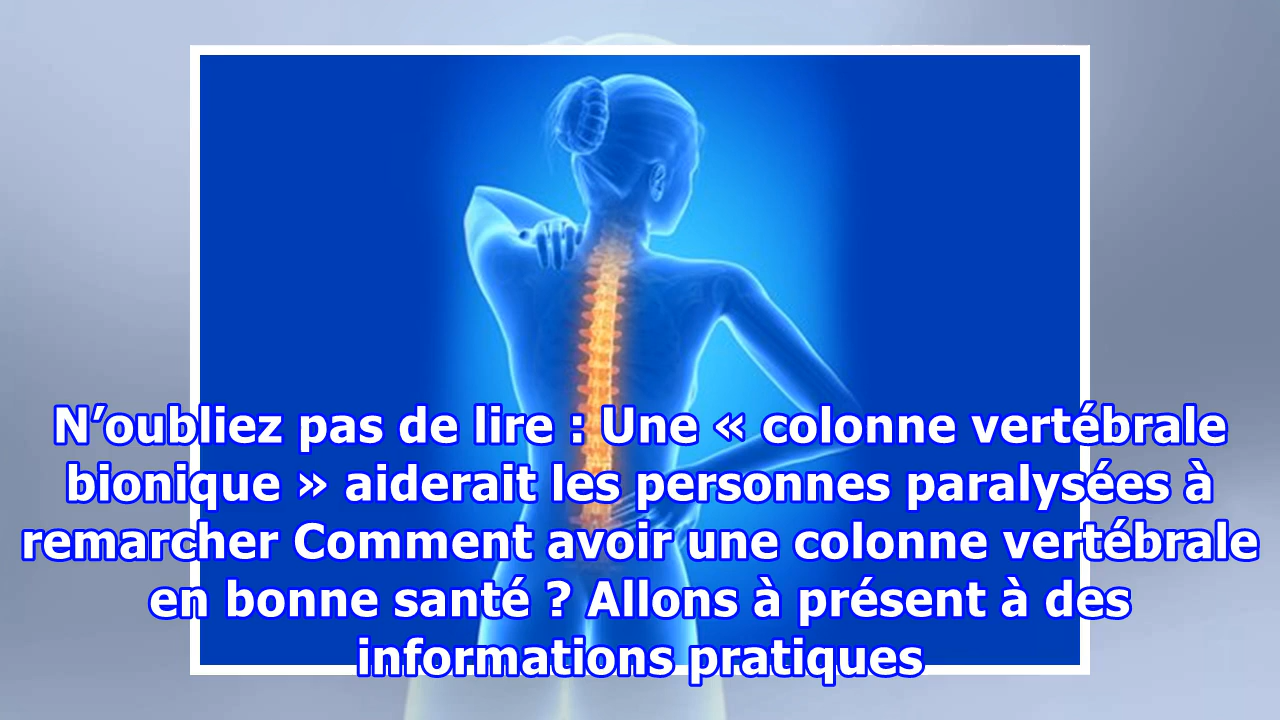 N’oubliez pas de lire : Une « colonne vertébrale
bionique » aiderait les personnes paralysées à
remarcher Comment avoir une colonne vertébrale
en bonne santé ? Allons à présent à des
informations pratiques